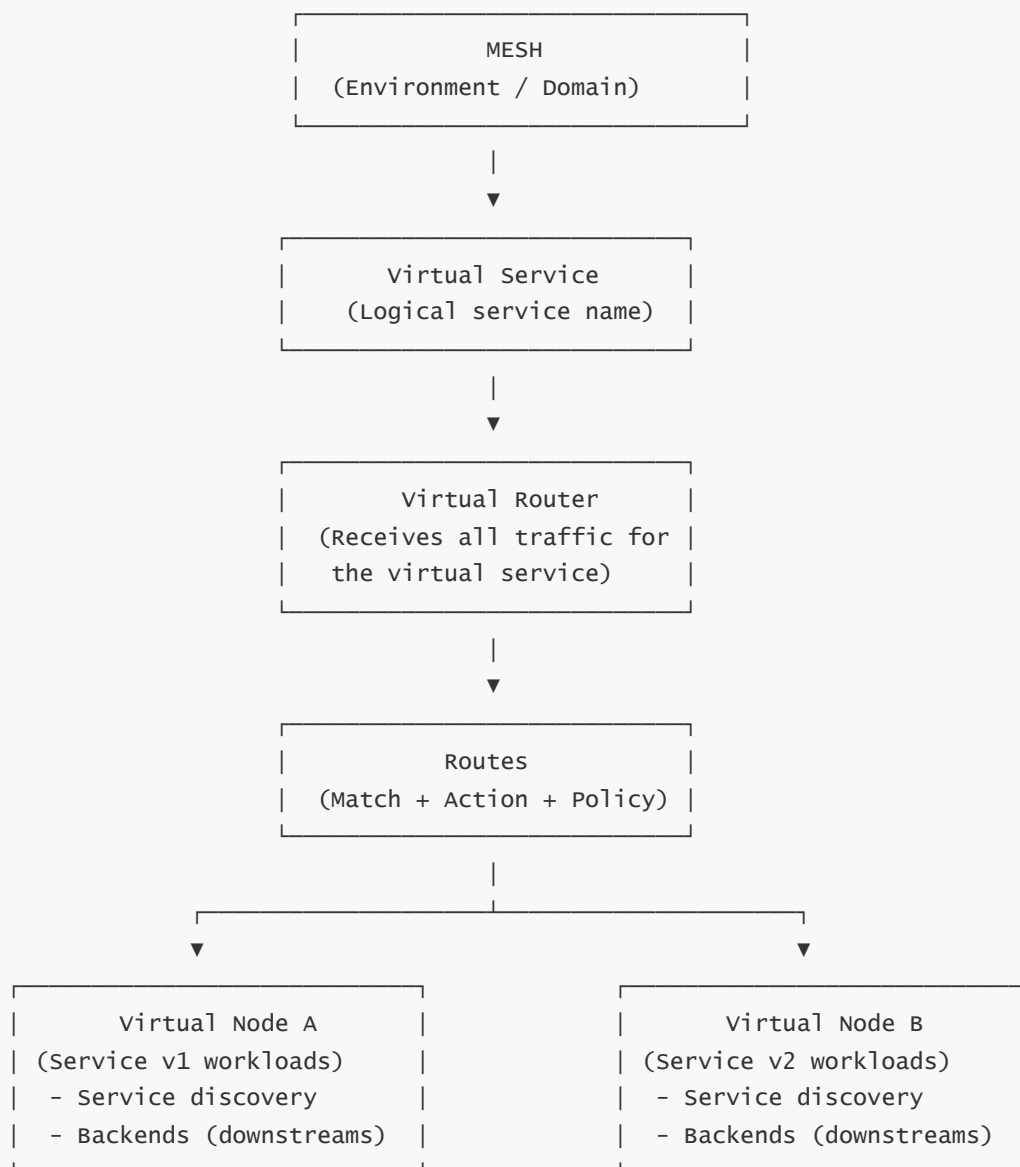 MESH
(Environment / Domain)
Virtual Service
(Logical service name)
Virtual Router
(Receives all traffic for
the virtual service)
Routes
(Match + Action + Policy)
Virtual Node A
(Service v1 workloads)
- Service discovery
- Backends (downstreams)
Virtual Node B
(Service v2 workloads)
- Service discovery
- Backends (downstreams)